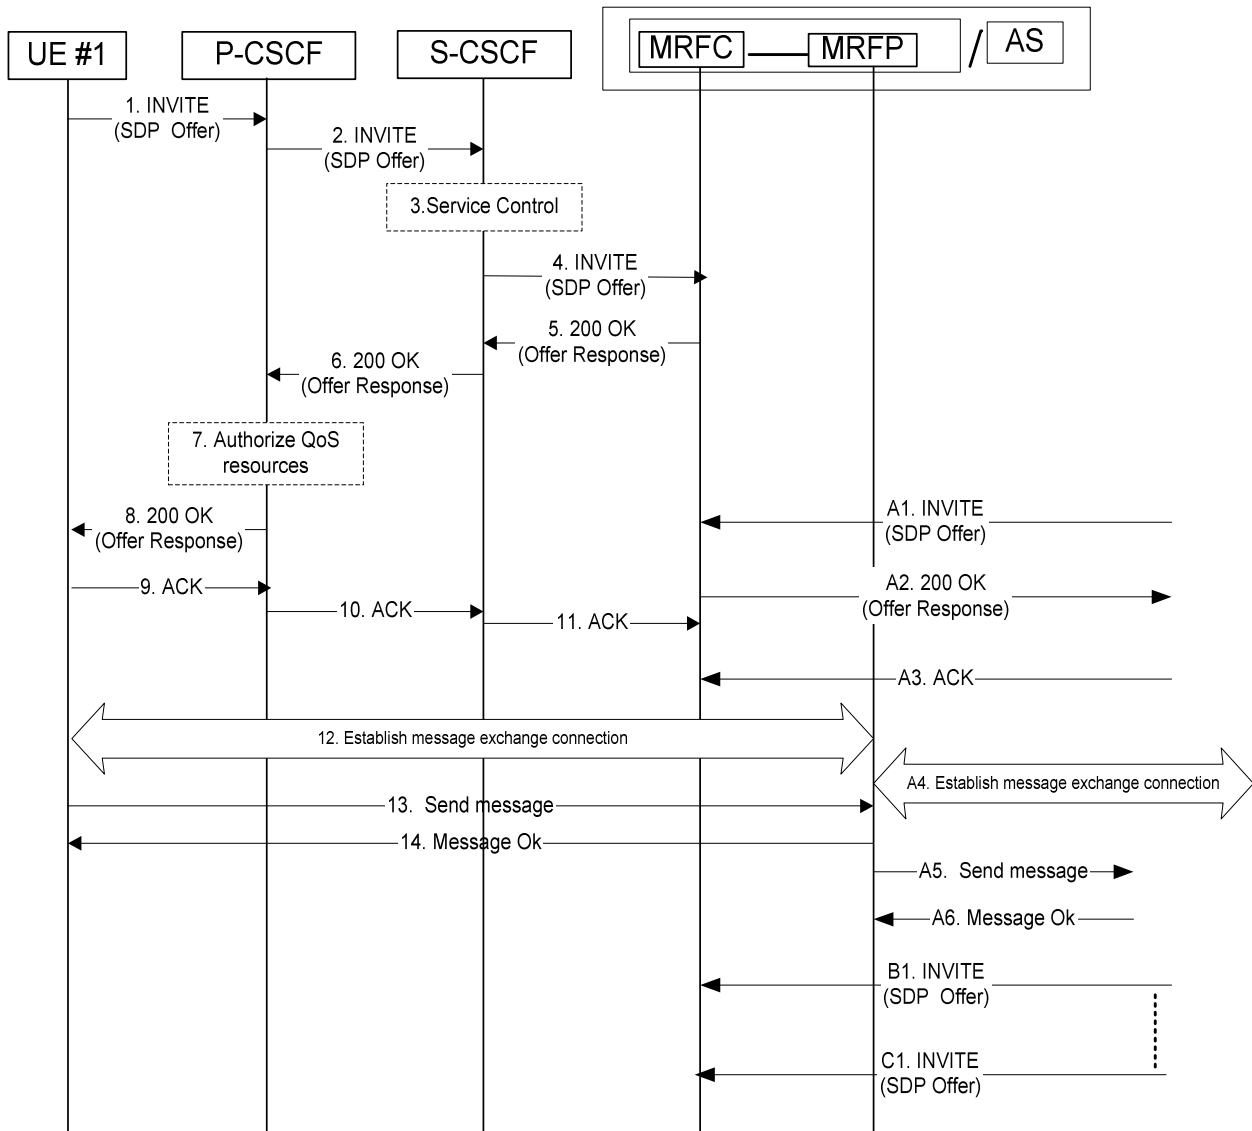 UE #1
P-CSCF
S-CSCF
MRFC
MRFP
/
AS
1. INVITE
(SDP Offer)
2. INVITE
(SDP Offer)
3.Service Control
4. INVITE
(SDP Offer)
5. 200 OK
(Offer Response)
6. 200 OK
(Offer Response)
7. Authorize QoS
resources
8. 200 OK
(Offer Response)
A1. INVITE
(SDP Offer)
9. ACK
A2. 200 OK
(Offer Response)
10. ACK
11. ACK
A3. ACK
12. Establish message exchange connection
A4. Establish message exchange connection
13. Send message
14. Message Ok
A5. Send message
A6. Message Ok
B1. INVITE
(SDP Offer)
C1. INVITE
(SDP Offer)